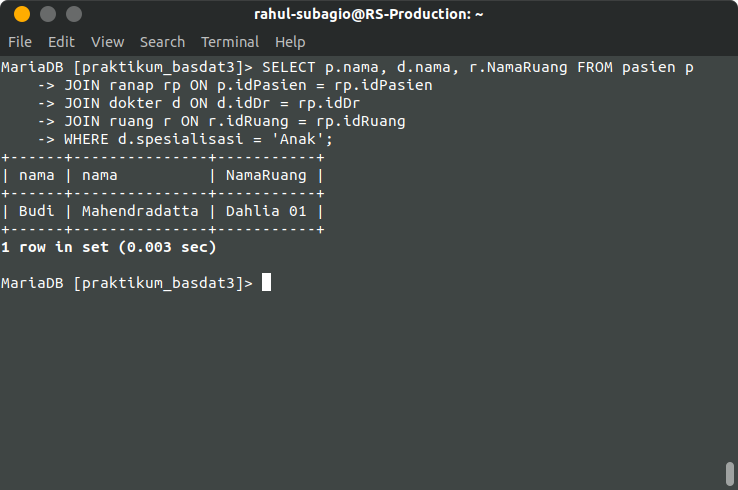 rahul-subagio@RS-Production: ~
File Edit View Search Terminal Help
MariaDB [praktikum_basdat3]> SELECT p.nama, d.nama, r.NamaRuang FROM pasien p
    -> JOIN ranap rp ON p.idPasien = rp.idPasien
    -> JOIN dokter d ON d.idDr = rp.idDr
    -> JOIN ruang r ON r.idRuang = rp.idRuang
    -> WHERE d.spesialisasi = 'Anak';
+------+---------------+-----------+
| nama | nama          | NamaRuang |
+------+---------------+-----------+
| Budi | Mahendradatta | Dahlia 01 |
+------+---------------+-----------+
1 row in set (0.003 sec)
MariaDB [praktikum_basdat3]>